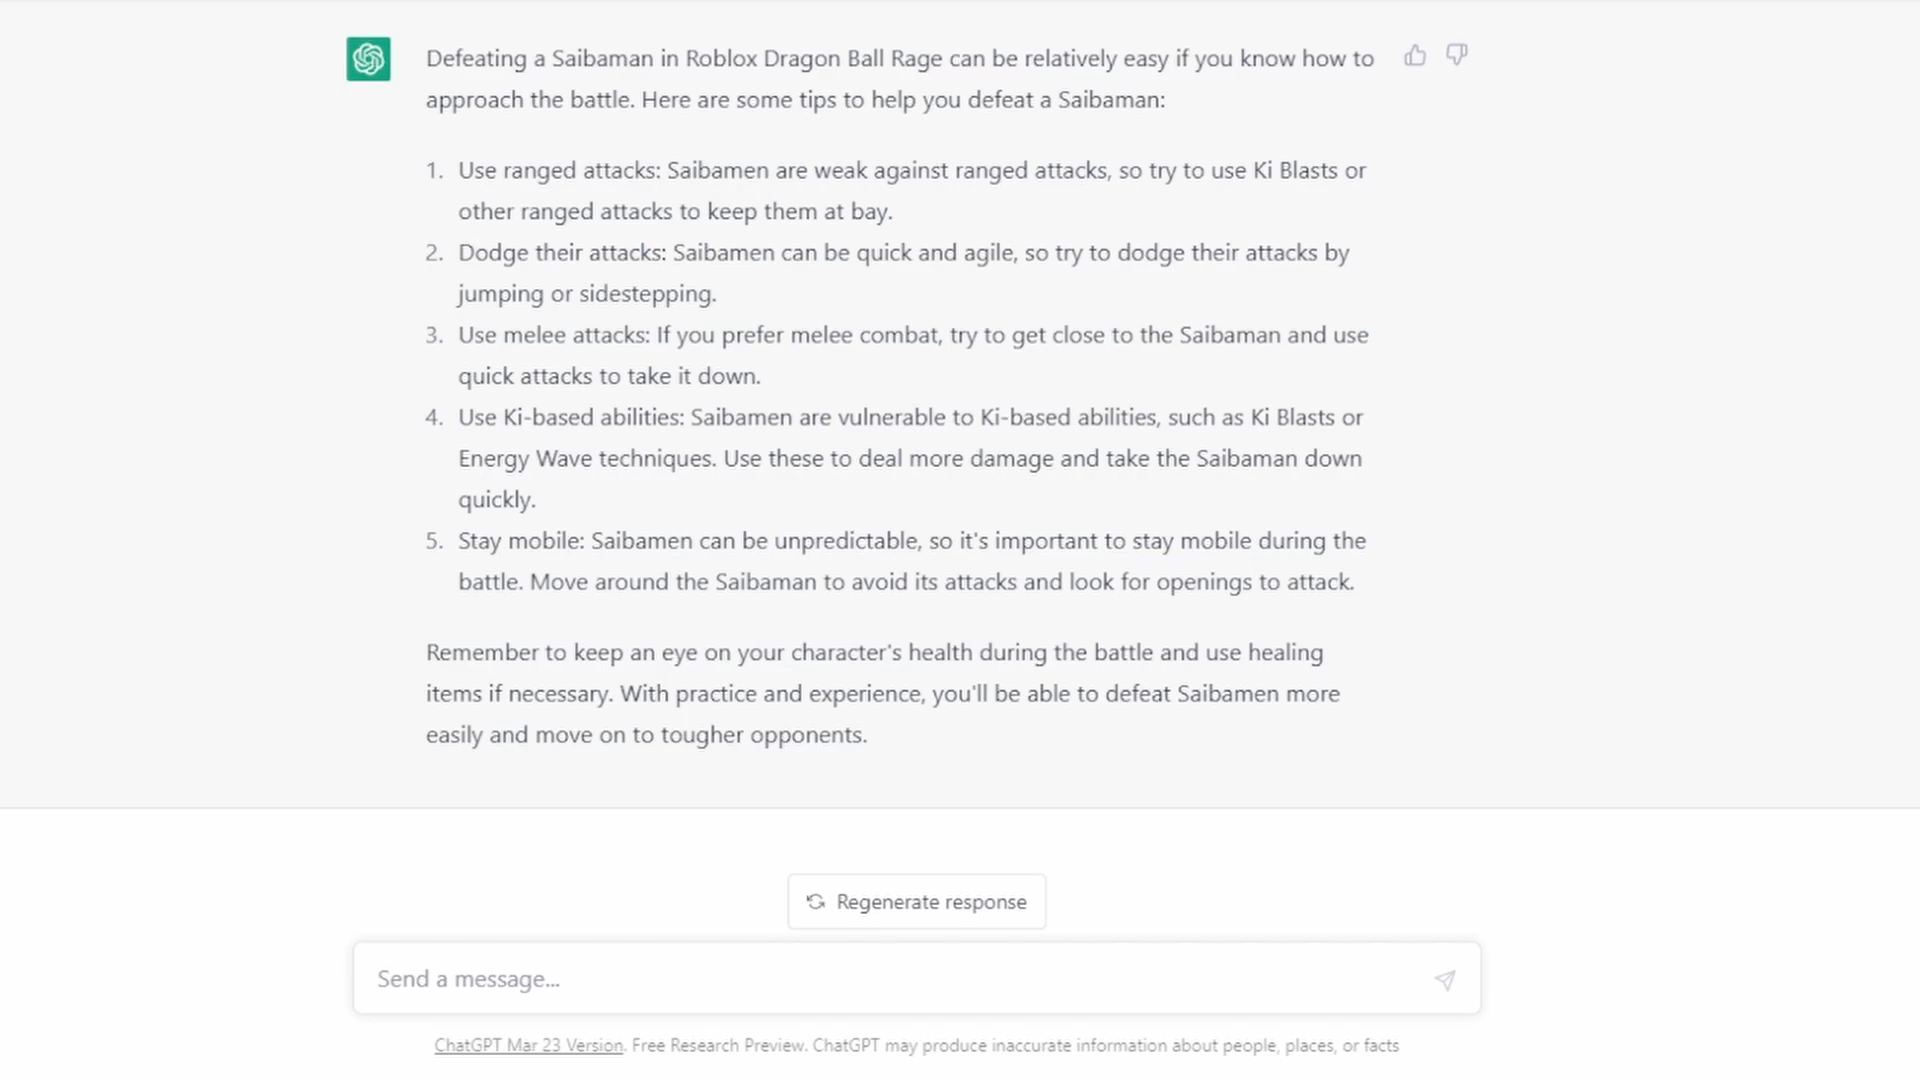 Defeating a Saibaman in Roblox Dragon Ball Rage can be relatively easy if you know how to
approach the battle. Here are some tips to help you defeat a Saibaman:
1. Use ranged attacks: Saibamen are weak against ranged attacks, so try to use Ki Blasts or
other ranged attacks to keep them at bay.
2. Dodge their attacks: Saibamen can be quick and agile, so try to dodge their attacks by
jumping or sidestepping.
3. Use melee attacks: If you prefer melee combat, try to get close to the Saibaman and use
quick attacks to take it down.
4. Use Ki-based abilities: Saibamen are vulnerable to Ki-based abilities, such as Ki Blasts or
Energy Wave techniques. Use these to deal more damage and take the Saibaman down
quickly.
5. Stay mobile: Saibamen can be unpredictable, so it's important to stay mobile during the
battle. Move around the Saibaman to avoid its attacks and look for openings to attack.
Remember to keep an eye on your character's health during the battle and use healing
items if necessary. With practice and experience, you'll be able to defeat Saibamen more
easily and move on to tougher opponents.
Regenerate response
Send a message...
ChatGPT Mar 23 Version. Free Research Preview. ChatGPT may produce inaccurate information about people, places, or facts